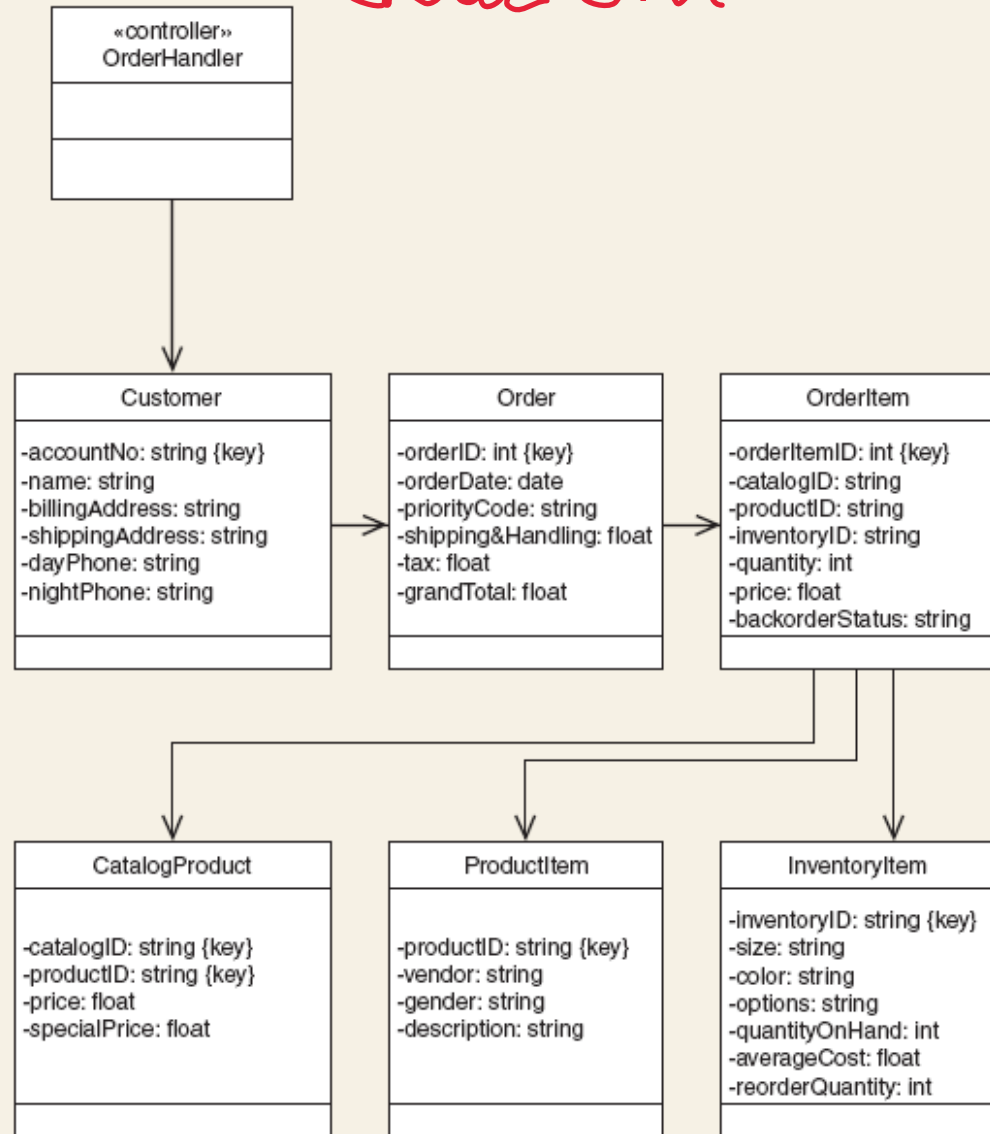 «controller»
OrderHandler
Customer
-accountNo: string {key}
-name: string
-billingAddress: string
-shippingAddress: string
-dayPhone: string
-nightPhone: string
Order
-orderID: int {key}
-orderDate: date
-priorityCode: string
-shipping&Handling: float
-tax: float
-grandTotal: float
OrderItem
-orderItemID: int {key}
-catalogID: string
-productID: string
-inventoryID: string
-quantity: int
-price: float
-backorderStatus: string
CatalogProduct
-catalogID: string {key}
-productID: string {key}
-price: float
-specialPrice: float
ProductItem
-productID: string {key}
-vendor: string
-gender: string
-description: string
InventoryItem
-inventoryID: string {key}
-size: string
-color: string
-options: string
-quantityOnHand: int
-averageCost: float
-reorderQuantity: int